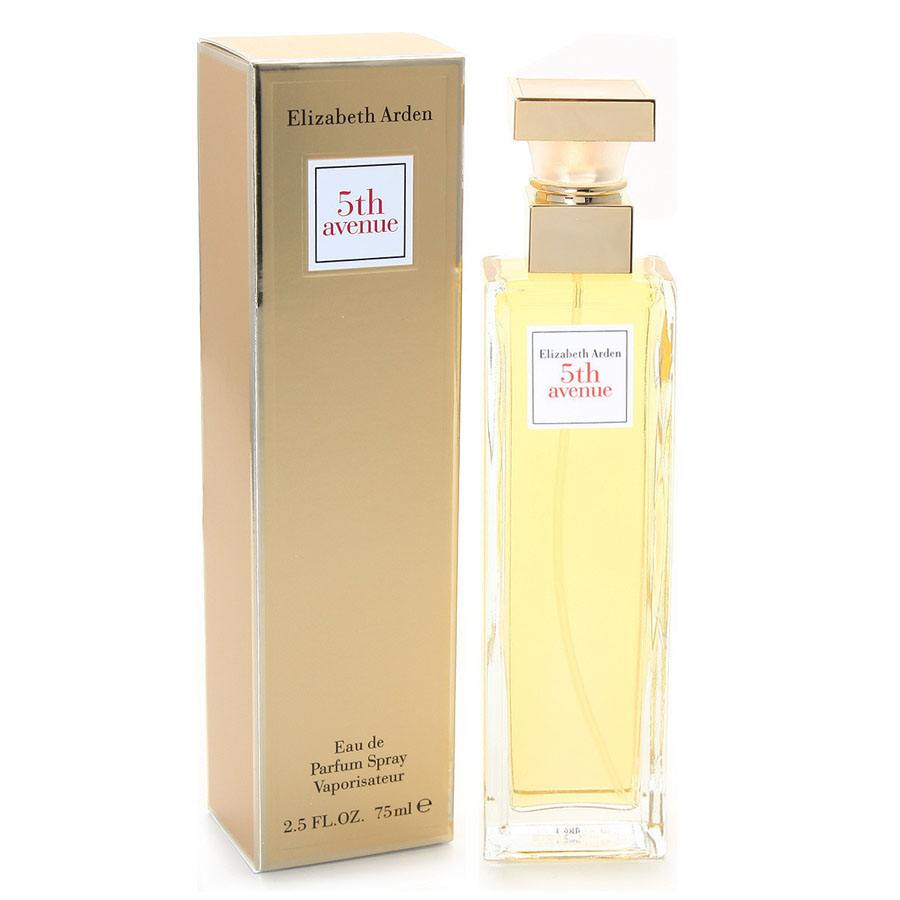 Elizabeth Arden
5th
avenue
Eau de
Parfum Spray
Vaporisateur
2.5 FL.OZ. 75ml ℮
Elizabeth Arden
5th
avenue